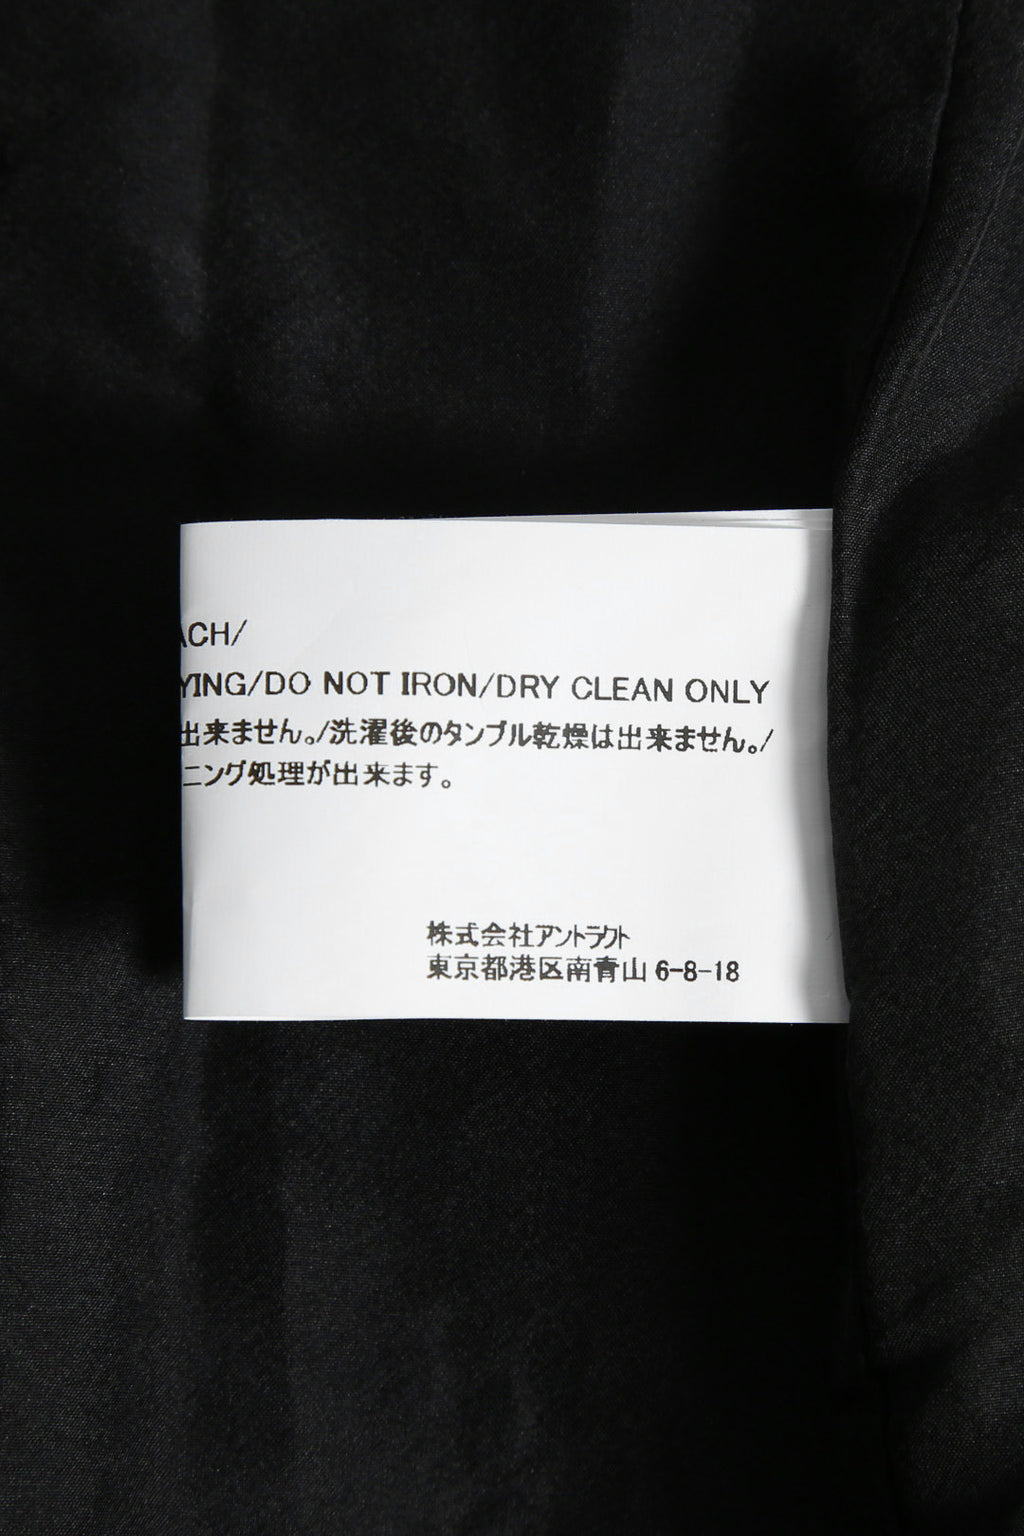 ACH/
YING/DO NOT IRON/DRY CLEAN ONLY
出来ません。/洗濯後のタンブル乾燥は出来ません。/
ニング処理が出来ます。
株式会社アントラクト
東京都港区南青山 6-8-18